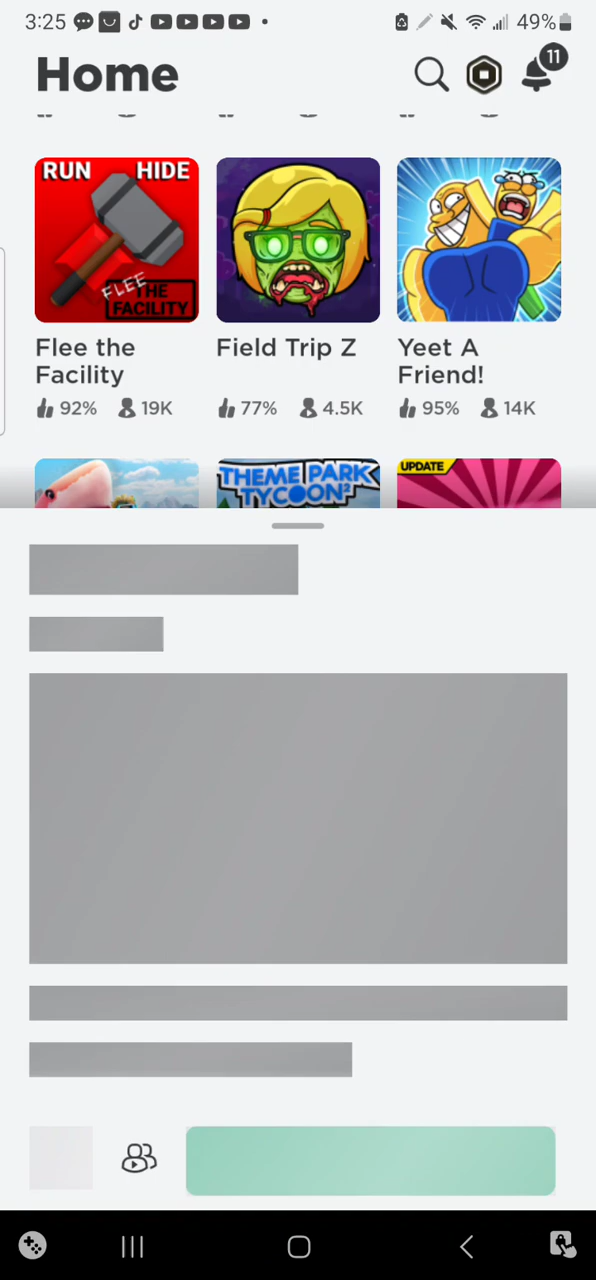 3:25
49%
Home
11
RUN HIDE
FLEE
THE
FACILITY
Flee the
Facility
92% 19K
Field Trip Z
77% 4.5K
Yeet A
Friend!
95% 14K
THEME PARK
TYCOON2
UPDATE